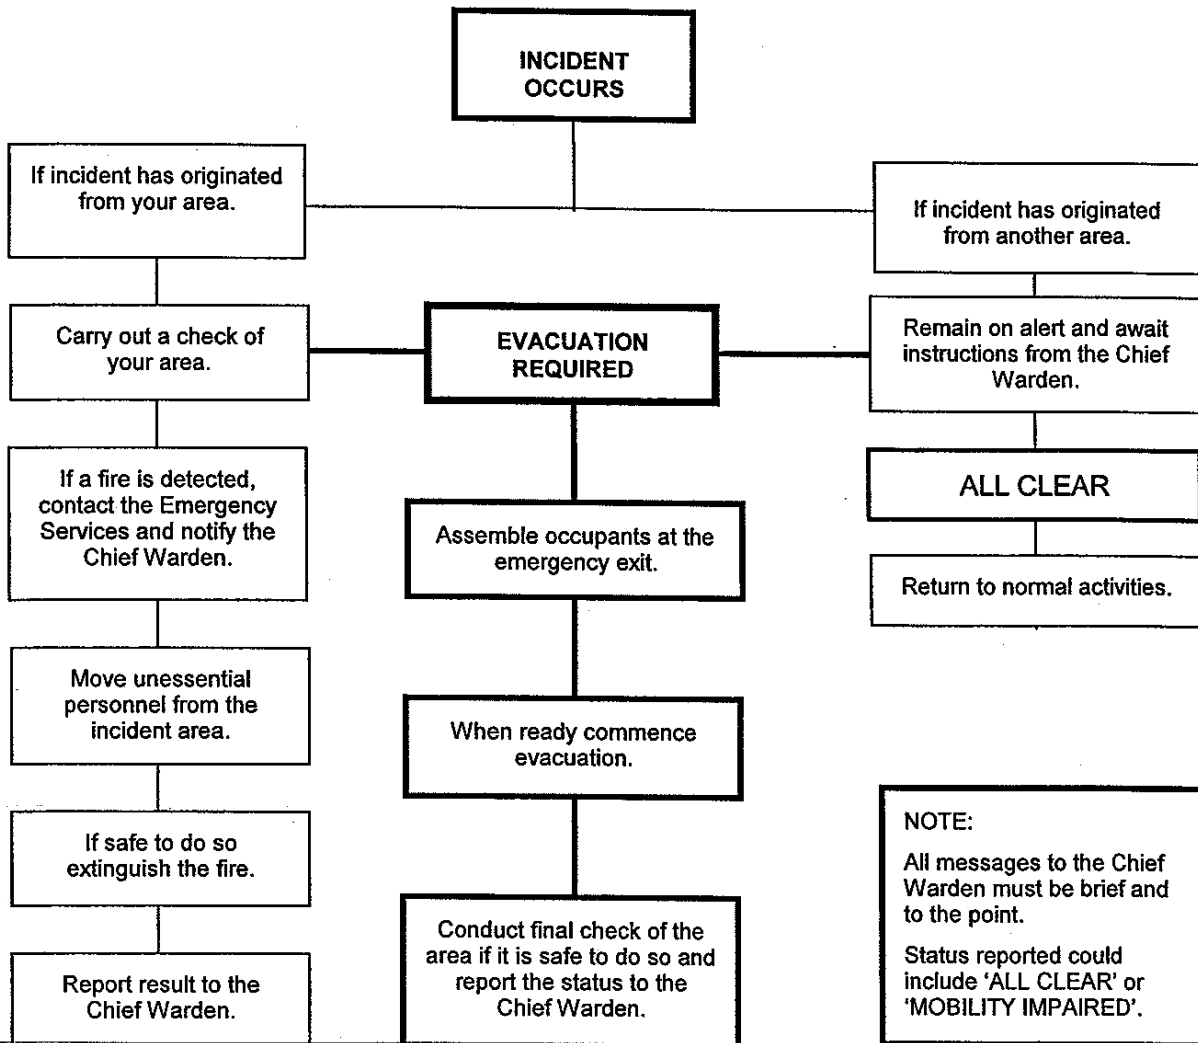 INCIDENT
OCCURS
If incident has originated
from your area.
If incident has originated
from another area.
Carry out a check of
your area.
EVACUATION
REQUIRED
Remain on alert and await
instructions from the Chief
Warden.
If a fire is detected,
contact the Emergency
Services and notify the
Chief Warden.
Assemble occupants at the
emergency exit.
ALL CLEAR
Return to normal activities.
Move unessential
personnel from the
incident area.
When ready commence
evacuation.
If safe to do so
extinguish the fire.
Conduct final check of the
area if it is safe to do so and
report the status to the
Chief Warden.
Report result to the
Chief Warden.
NOTE:
All messages to the Chief
Warden must be brief and
to the point.
Status reported could
include ‘ALL CLEAR’ or
‘MOBILITY IMPAIRED’.